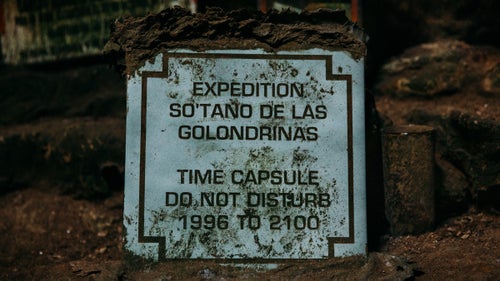 EXPEDITION
SO'TANO DE LAS
GOLONDRINAS
TIME CAPSULE
DO NOT DISTURB
1996 TO 2100